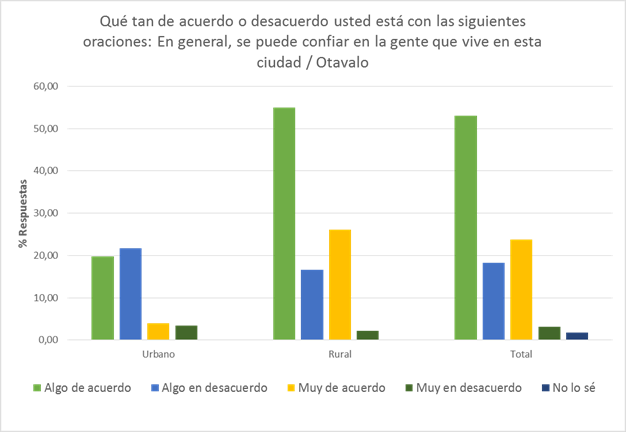 Qué tan de acuerdo o desacuerdo usted está con las siguientes
oraciones: En general, se puede confiar en la gente que vive en esta
ciudad / Otavalo
60,00
50,00
40,00
30,00
20,00
10,00
0,00
% Respuestas
Urbano Rural Total
Algo de acuerdo Algo en desacuerdo Muy de acuerdo Muy en desacuerdo No lo sé